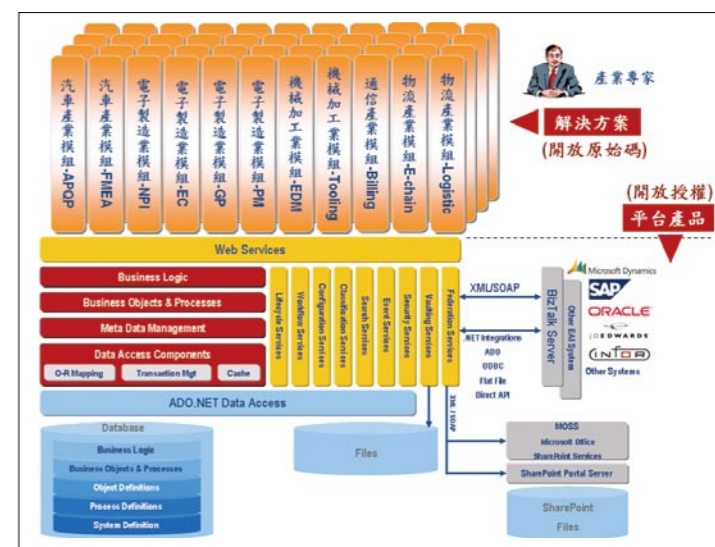 汽車產業模組-APQP
汽車產業模組-FMEA
電子製造業模組-NPI
電子製造業模組-EC
電子製造業模組-GP
電子製造業模組-PM
機械加工業模組-EDM
機械加工業模組-Tooling
通信產業模組-Billing
物流產業模組-E-chain
物流產業模組-Logistic
產業專家
解決方案
(開放原始碼)
(開放授權)
平台產品
Web Services
Business Logic
Business Objects & Processes
Meta Data Management
Data Access Components
O-R Mapping
Transaction Mgt
Cache
Lifecycle Services
Workflow Services
Configuration Services
Classification Services
Search Services
Event Services
Security Services
Vaulting Services
Federation Services
XML/SOAP
.NET Integrations
ADO
ODBC
Flat File
Direct API
BizTalk Server
Other EAI System
Microsoft Dynamics
SAP
ORACLE
JDEDWARDS
infor
Other Systems
ADO.NET Data Access
XML/SOAP
Database
Business Logic
Business Objects & Processes
Object Definitions
Process Definitions
System Definition
Files
MOSS
Microsoft Office
SharePoint Services
SharePoint Portal Server
SharePoint
Files